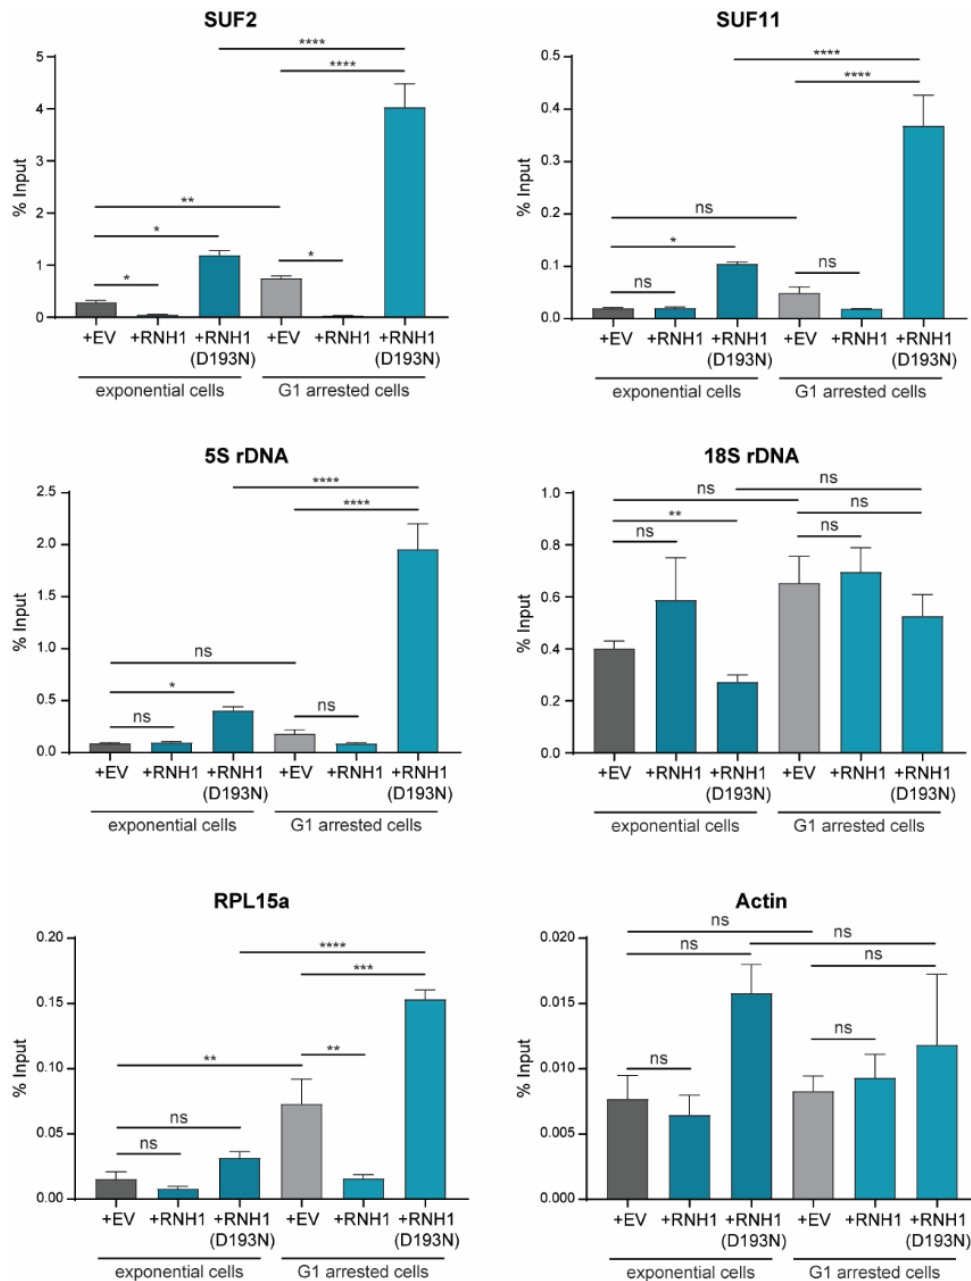 SUF2
% Input
5
4
3
2
1
0
****
****
**
*
*
*
+EV +RNH1 +RNH1 +EV +RNH1 +RNH1
(D193N) (D193N)
exponential cells G1 arrested cells
SUF11
% Input
0.5
0.4
0.3
0.2
0.1
0.0
****
****
ns
*
ns
ns
+EV +RNH1 +RNH1 +EV +RNH1 +RNH1
(D193N) (D193N)
exponential cells G1 arrested cells
5S rDNA
% Input
2.5
2.0
1.5
1.0
0.5
0.0
****
****
ns
*
ns
ns
+EV +RNH1 +RNH1 +EV +RNH1 +RNH1
(D193N) (D193N)
exponential cells G1 arrested cells
18S rDNA
% Input
1.0
0.8
0.6
0.4
0.2
0.0
ns
ns
**
ns
ns
ns
+EV +RNH1 +RNH1 +EV +RNH1 +RNH1
(D193N) (D193N)
exponential cells G1 arrested cells
RPL15a
% Input
0.20
0.15
0.10
0.05
0.00
****
***
**
**
ns
ns
+EV +RNH1 +RNH1 +EV +RNH1 +RNH1
(D193N) (D193N)
exponential cells G1 arrested cells
Actin
% Input
0.020
0.015
0.010
0.005
0.000
ns
ns
ns
ns
ns
ns
+EV +RNH1 +RNH1 +EV +RNH1 +RNH1
(D193N) (D193N)
exponential cells G1 arrested cells